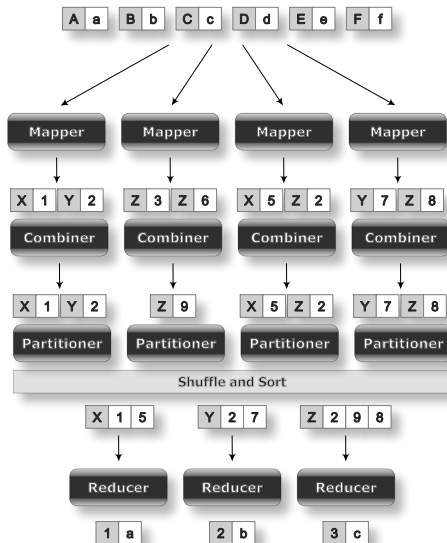 A a B b C c D d E e F f
Mapper Mapper Mapper Mapper
X 1 Y 2 Z 3 Z 6 X 5 Z 2 Y 7 Z 8
Combiner Combiner Combiner Combiner
X 1 Y 2 Z 9 X 5 Z 2 Y 7 Z 8
Partitioner Partitioner Partitioner Partitioner
Shuffle and Sort
X 1 5 Y 2 7 Z 2 9 8
Reducer Reducer Reducer
1 a 2 b 3 c